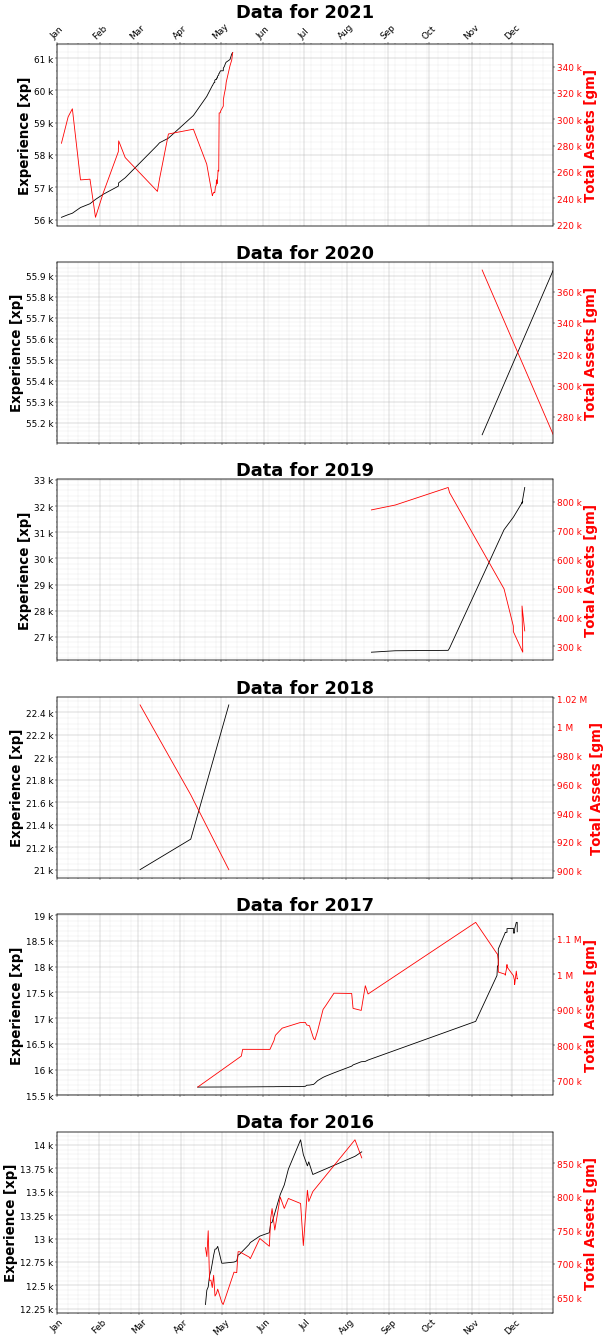 Data for 2021
Jan Feb Mar Apr May Jun Jul Aug Sep Oct Nov Dec
Experience [xp]
61 k
60 k
59 k
58 k
57 k
56 k
Total Assets [gm]
340 k
320 k
300 k
280 k
260 k
240 k
220 k
Data for 2020
Experience [xp]
55.9 k
55.8 k
55.7 k
55.6 k
55.5 k
55.4 k
55.3 k
55.2 k
Total Assets [gm]
360 k
340 k
320 k
300 k
280 k
Data for 2019
Experience [xp]
33 k
32 k
31 k
30 k
29 k
28 k
27 k
Total Assets [gm]
800 k
700 k
600 k
500 k
400 k
300 k
Data for 2018
Experience [xp]
22.4 k
22.2 k
22 k
21.8 k
21.6 k
21.4 k
21.2 k
21 k
Total Assets [gm]
1.02 M
1 M
980 k
960 k
940 k
920 k
900 k
Data for 2017
Experience [xp]
19 k
18.5 k
18 k
17.5 k
17 k
16.5 k
16 k
15.5 k
Total Assets [gm]
1.1 M
1 M
900 k
800 k
700 k
Data for 2016
Experience [xp]
14 k
13.75 k
13.5 k
13.25 k
13 k
12.75 k
12.5 k
12.25 k
Total Assets [gm]
850 k
800 k
750 k
700 k
650 k
Jan Feb Mar Apr May Jun Jul Aug Sep Oct Nov Dec